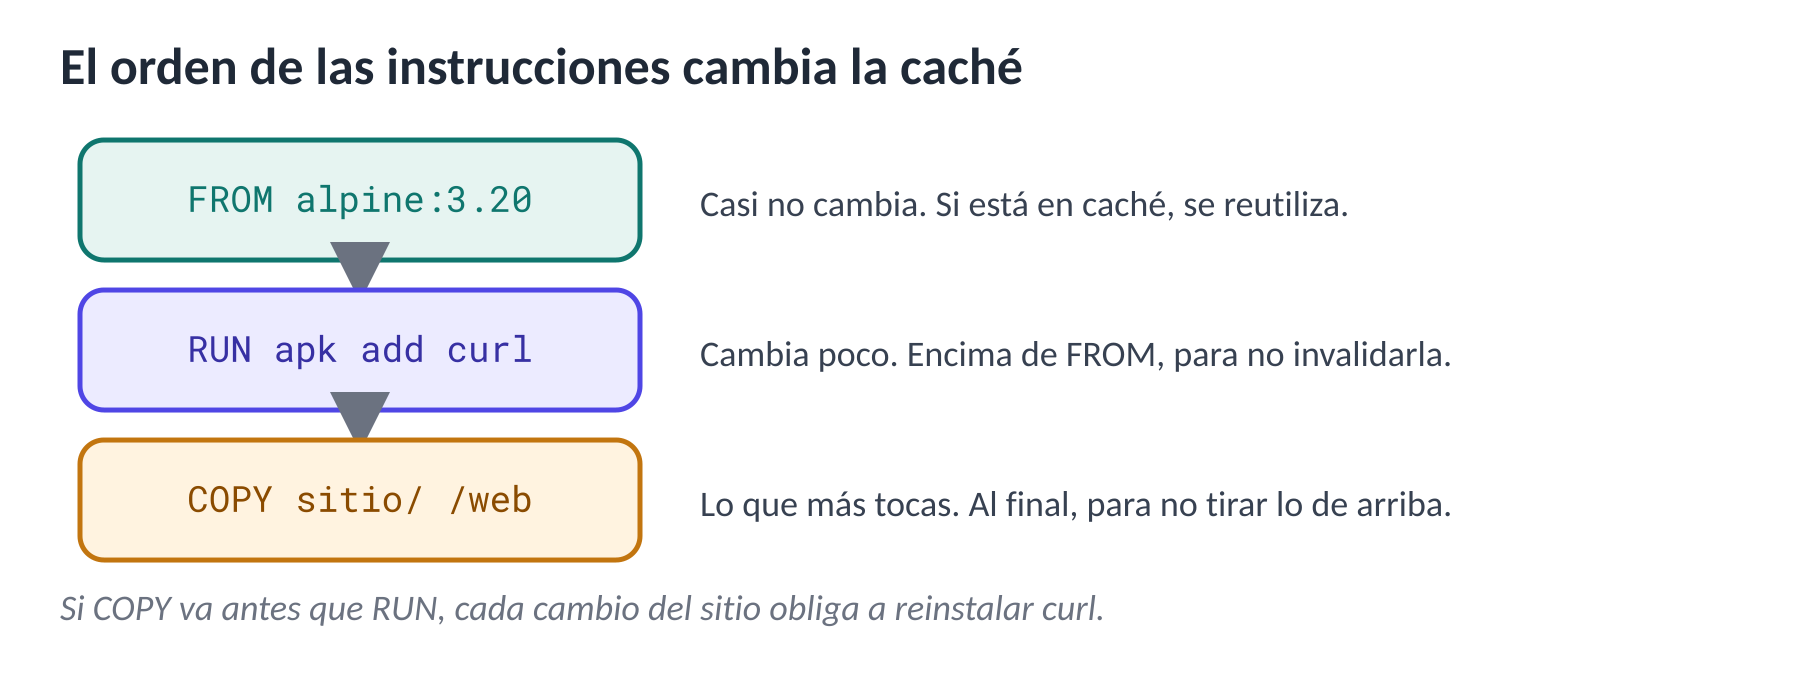 El orden de las instrucciones cambia la caché
FROM alpine:3.20
Casi no cambia. Si está en caché, se reutiliza.
RUN apk add curl
Cambia poco. Encima de FROM, para no invalidarla.
COPY sitio/ /web
Lo que más tocas. Al final, para no tirar lo de arriba.
Si COPY va antes que RUN, cada cambio del sitio obliga a reinstalar curl.